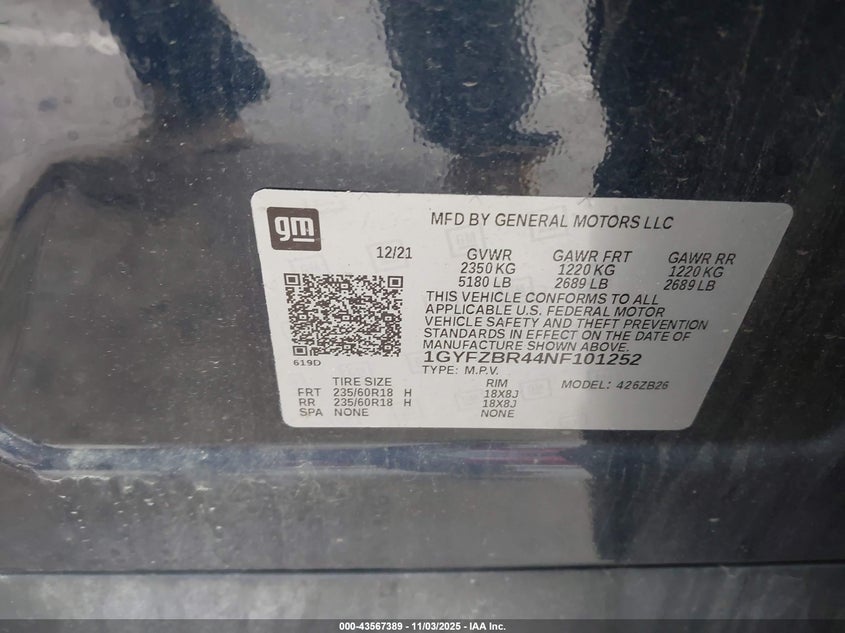 gm
MFD BY GENERAL MOTORS LLC
12/21 GVWR GAWR FRT GAWR RR
2350 KG 1220 KG 1220 KG
5180 LB 2689 LB 2689 LB
THIS VEHICLE CONFORMS TO ALL
APPLICABLE U.S. FEDERAL MOTOR
VEHICLE SAFETY AND THEFT PREVENTION
STANDARDS IN EFFECT ON THE DATE OF
MANUFACTURE SHOWN ABOVE.
619D
1GYFZBR44NF101252
TYPE: M.P.V. MODEL: 426ZB26
TIRE SIZE RIM
FRT 235/60R18 H 18X8J
RR 235/60R18 H 18X8J
SPA NONE NONE
000-43567389 - 11/03/2025 - IAA Inc.